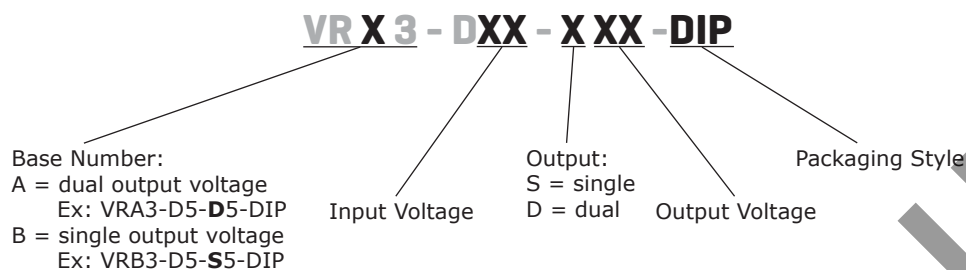 VR X 3 - DXX - X XX -DIP
Base Number:
A = dual output voltage
Ex: VRA3-D5-D5-DIP
B = single output voltage
Ex: VRB3-D5-S5-DIP
Input Voltage
Output:
S = single
D = dual
Output Voltage
Packaging Style